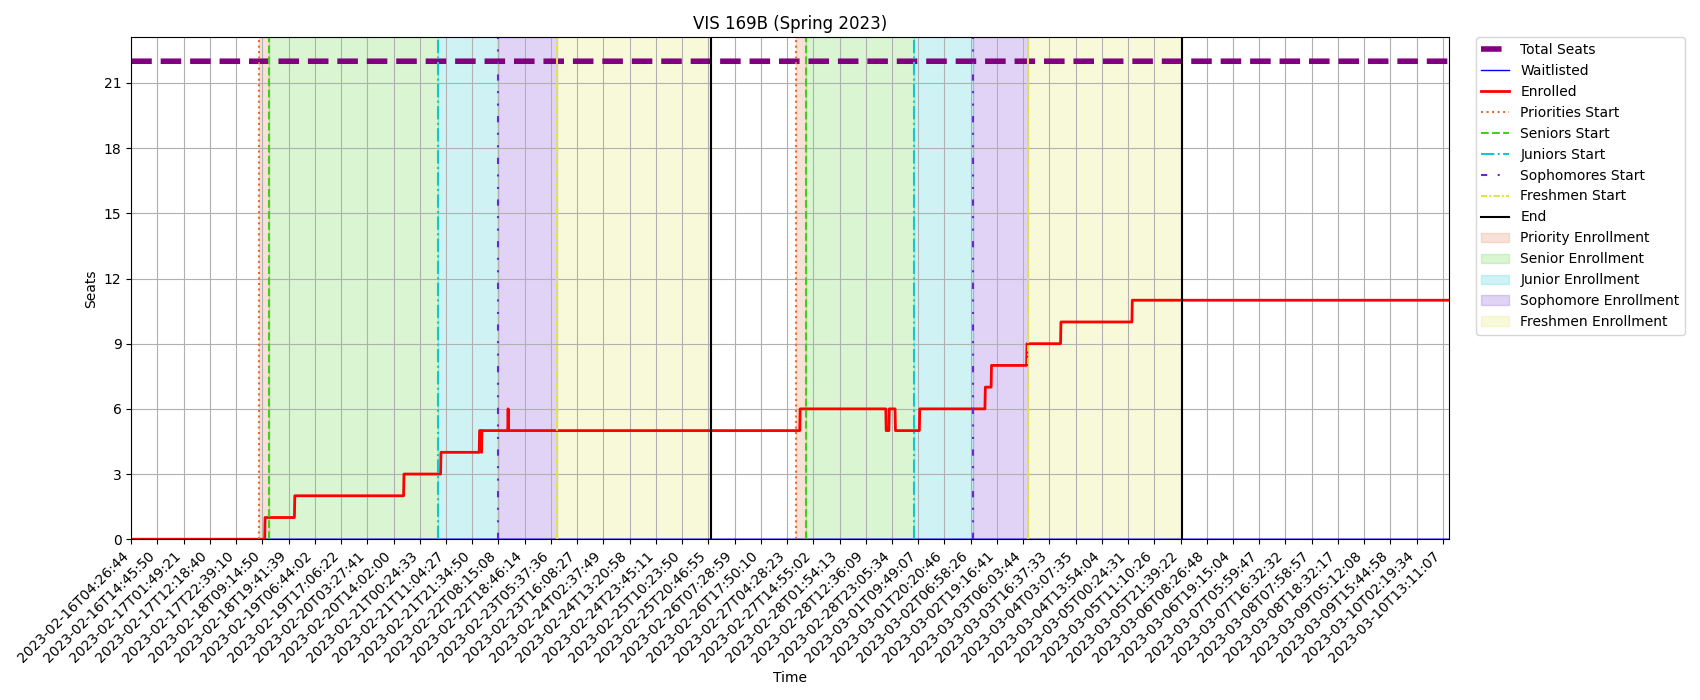 VIS 169B (Spring 2023)
Seats
21
18
15
12
9
6
3
0
2023-02-16T04:26:44
2023-02-16T14:45:50
2023-02-17T01:49:21
2023-02-17T12:18:40
2023-02-17T22:39:10
2023-02-18T09:14:50
2023-02-18T19:41:39
2023-02-19T06:44:02
2023-02-19T17:06:22
2023-02-20T03:27:41
2023-02-20T14:02:00
2023-02-21T00:24:33
2023-02-21T11:04:27
2023-02-21T21:34:50
2023-02-22T08:15:08
2023-02-22T18:46:14
2023-02-23T05:37:36
2023-02-23T16:08:27
2023-02-24T02:37:49
2023-02-24T13:20:58
2023-02-24T23:45:11
2023-02-25T10:23:50
2023-02-25T20:46:55
2023-02-26T07:28:59
2023-02-26T17:50:10
2023-02-27T04:28:23
2023-02-27T14:55:02
2023-02-28T01:54:13
2023-02-28T12:36:09
2023-02-28T23:05:34
2023-03-01T09:49:07
2023-03-01T20:20:46
2023-03-02T06:58:26
2023-03-02T19:16:41
2023-03-03T06:03:44
2023-03-03T16:37:33
2023-03-04T03:07:35
2023-03-04T13:54:04
2023-03-05T00:24:31
2023-03-05T11:10:26
2023-03-05T21:39:22
2023-03-06T08:26:48
2023-03-06T19:15:04
2023-03-07T05:59:47
2023-03-07T16:32:32
2023-03-08T07:58:57
2023-03-08T18:32:17
2023-03-09T05:12:08
2023-03-09T15:44:58
2023-03-10T02:19:34
2023-03-10T13:11:07
Time
Total Seats
Waitlisted
Enrolled
Priorities Start
Seniors Start
Juniors Start
Sophomores Start
Freshmen Start
End
Priority Enrollment
Senior Enrollment
Junior Enrollment
Sophomore Enrollment
Freshmen Enrollment